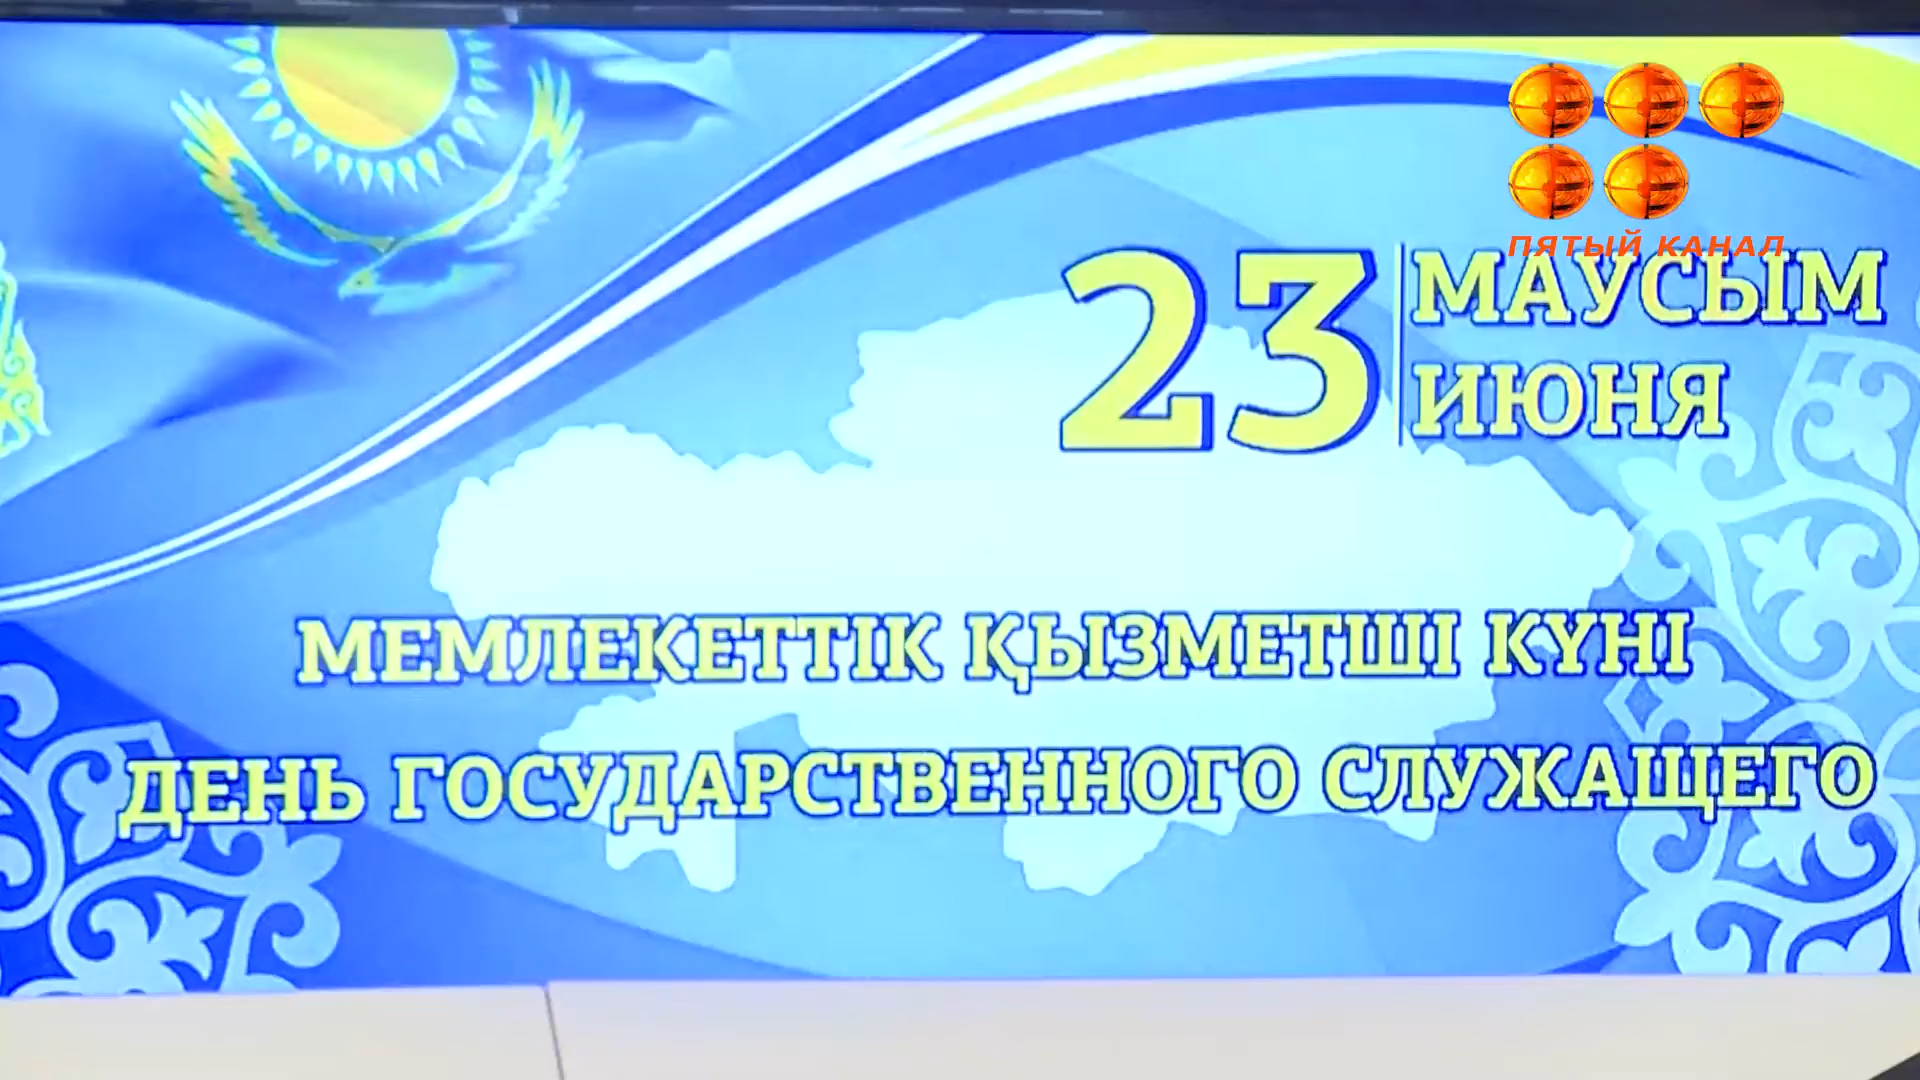 ПЯТЫЙ КАНАЛ
23 МАУСЫМ
ИЮНЯ
МЕМЛЕКЕТТІК ҚЫЗМЕТШІ КҮНІ
ДЕНЬ ГОСУДАРСТВЕННОГО СЛУЖАЩЕГО